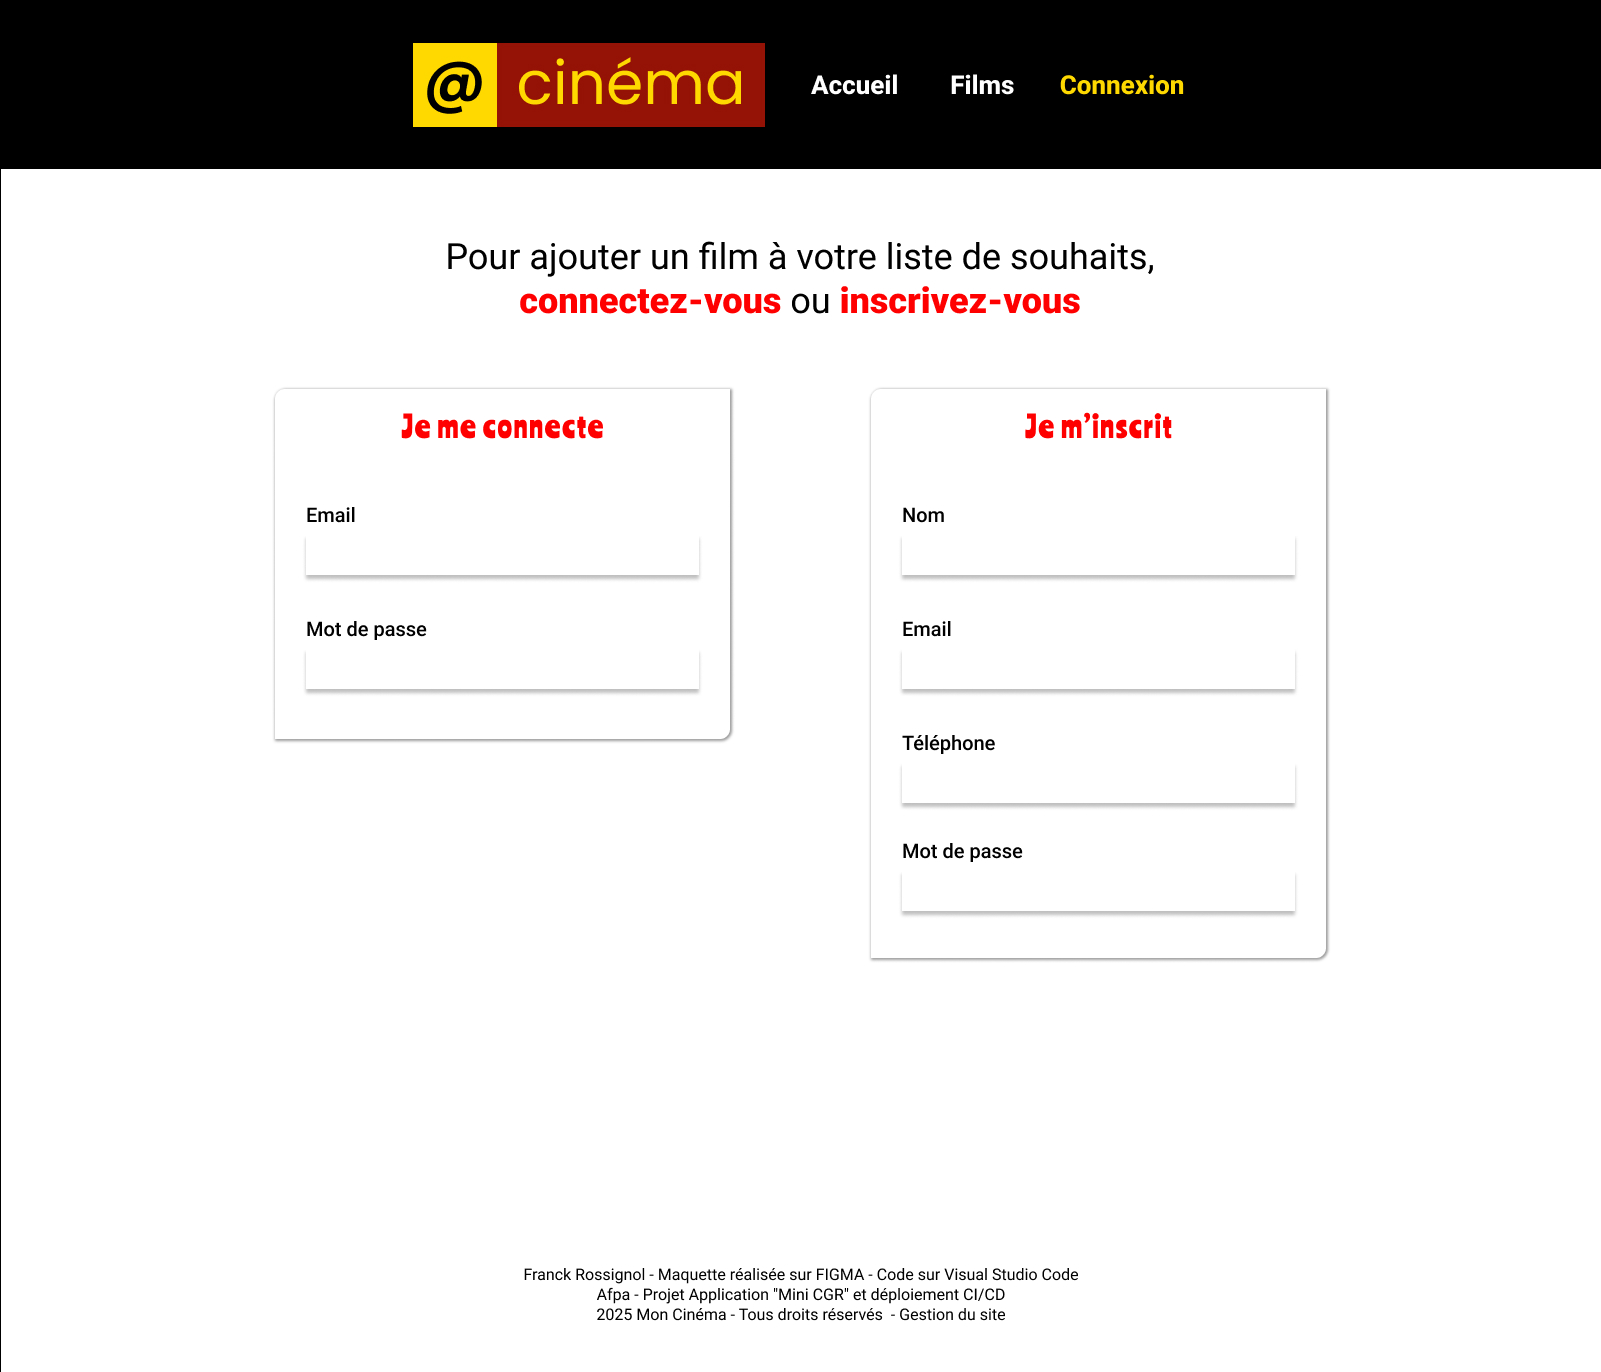 @ cinéma
Accueil Films Connexion
Pour ajouter un film à votre liste de souhaits,
connectez-vous ou inscrivez-vous
Je me connecte
Email
Mot de passe
Je m’inscrit
Nom
Email
Téléphone
Mot de passe
Franck Rossignol - Maquette réalisée sur FIGMA - Code sur Visual Studio Code
Afpa - Projet Application "Mini CGR" et déploiement CI/CD
2025 Mon Cinéma - Tous droits réservés  - Gestion du site